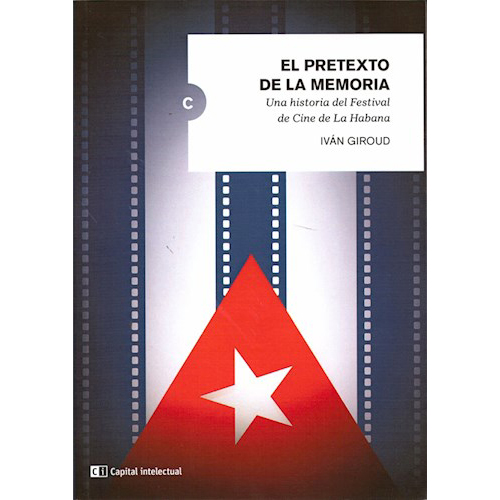 C
EL PRETEXTO
DE LA MEMORIA
Una historia del Festival
de Cine de La Habana
IVÁN GIROUD
Ci Capital intelectual